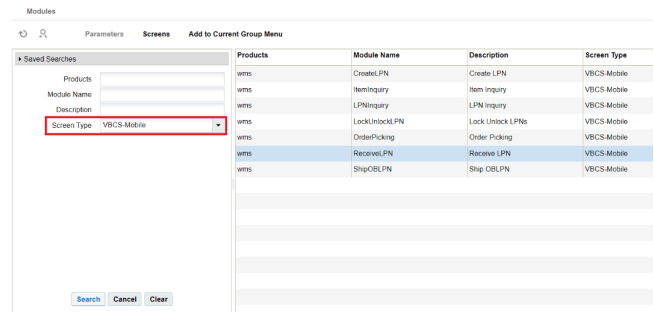 Modules
Parameters Screens Add to Current Group Menu
Saved Searches
Products
Module Name
Description
Screen Type VBCS-Mobile
Search Cancel Clear
Products Module Name Description Screen Type
wms CreateLPN Create LPN VBCS-Mobile
wms ItemInquiry Item Inquiry VBCS-Mobile
wms LPNInquiry LPN Inquiry VBCS-Mobile
wms LockUnlockLPN Lock Unlock LPNs VBCS-Mobile
wms OrderPicking Order Picking VBCS-Mobile
wms ReceiveLPN Receive LPN VBCS-Mobile
wms ShipOBLPN Ship OBLPN VBCS-Mobile